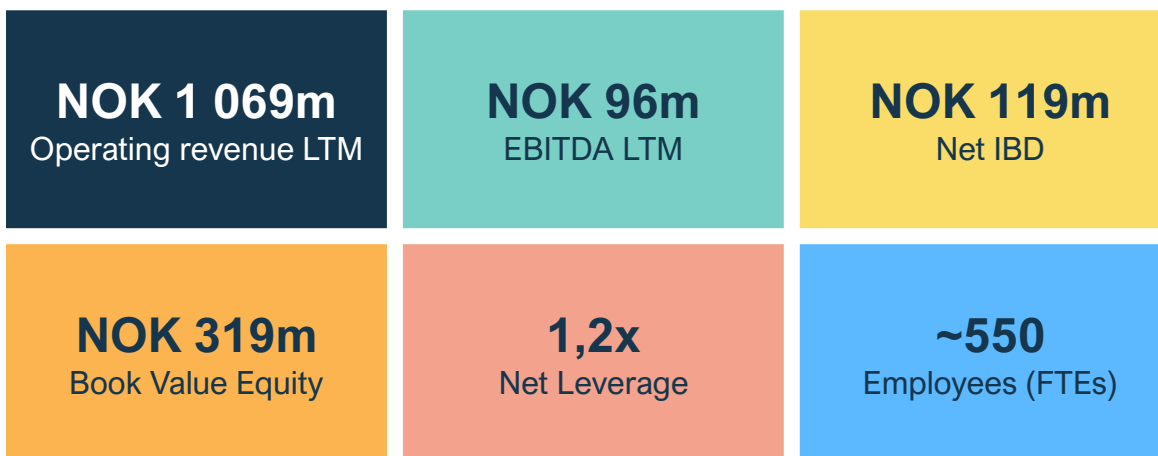 NOK 1 069m
Operating revenue LTM
NOK 96m
EBITDA LTM
NOK 119m
Net IBD
NOK 319m
Book Value Equity
1,2x
Net Leverage
~550
Employees (FTEs)